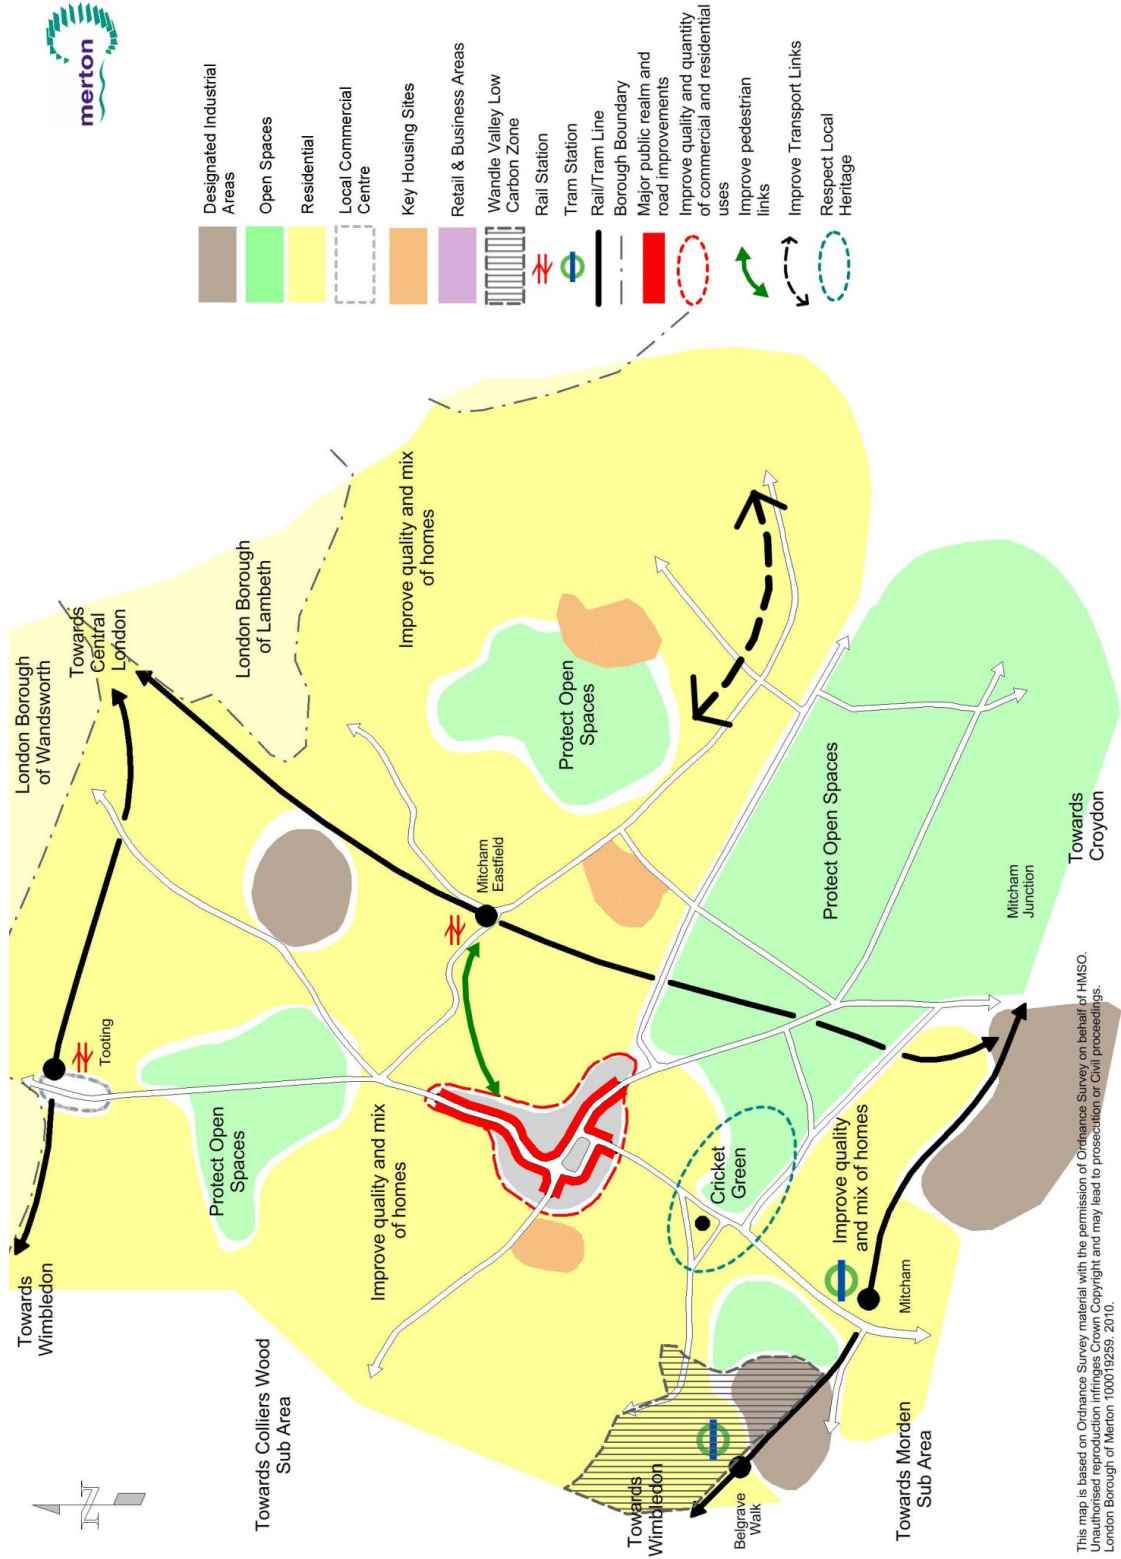 merton
Designated Industrial
Areas
Open Spaces
Residential
Local Commercial
Centre
Key Housing Sites
Retail & Business Areas
Wandle Valley Low
Carbon Zone
Rail Station
Tram Station
Rail/Tram Line
Borough Boundary
Major public realm and
road improvements
Improve quality and quantity
of commercial and residential
uses
Improve pedestrian
links
Improve Transport Links
Respect Local
Heritage
London Borough
of Wandsworth
Towards
Central
London
London Borough
of Lambeth
Improve quality and mix
of homes
Protect Open
Spaces
Mitcham
Eastfield
Tooting
Protect Open
Spaces
Towards
Wimbledon
Improve quality and mix
of homes
Towards Colliers Wood
Sub Area
N
Protect Open Spaces
Towards
Croydon
Mitcham
Junction
Cricket
Green
Improve quality
and mix of homes
Mitcham
Towards
Wimbledon
Belgrave
Walk
Towards Morden
Sub Area
This map is based on Ordnance Survey material with the permission of Ordnance Survey on behalf of HMSO.
Unauthorised reproduction infringes Crown Copyright and may lead to prosecution or Civil proceedings.
London Borough of Merton 100019259. 2010.